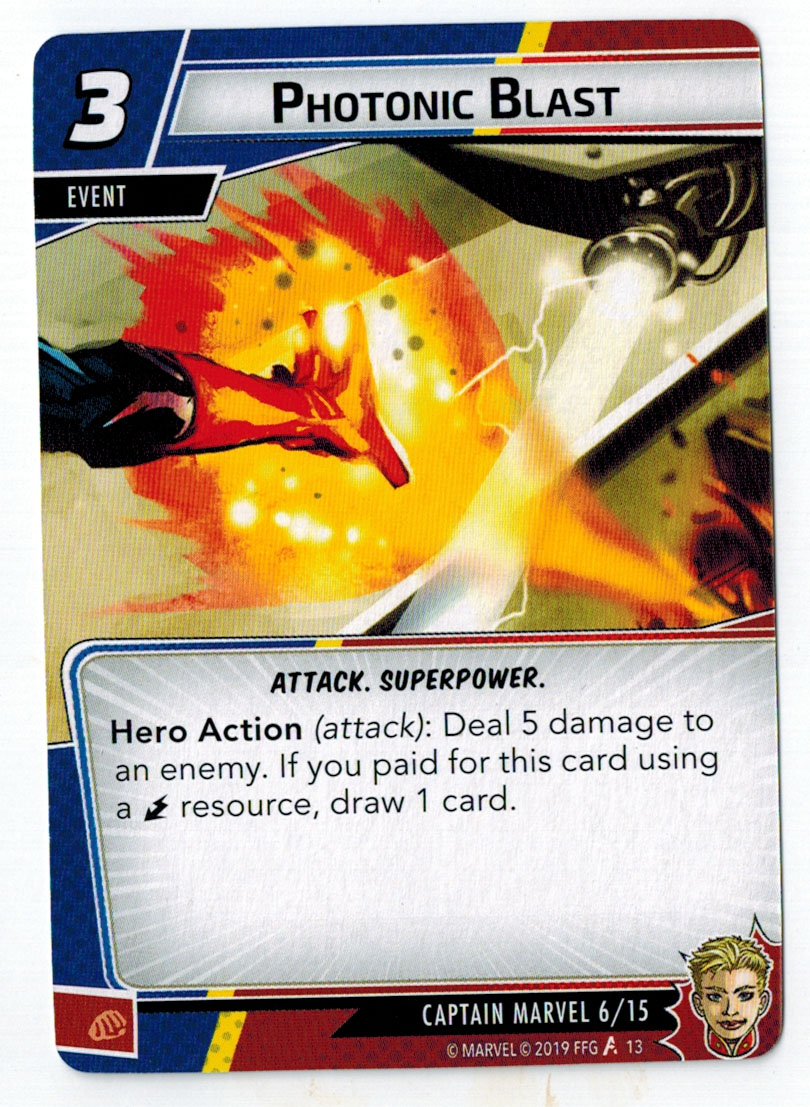 3
PHOTONIC BLAST
EVENT
ATTACK. SUPERPOWER.
Hero Action (attack): Deal 5 damage to
an enemy. If you paid for this card using
a resource, draw 1 card.
CAPTAIN MARVEL 6/15
© MARVEL © 2019 FFG 13